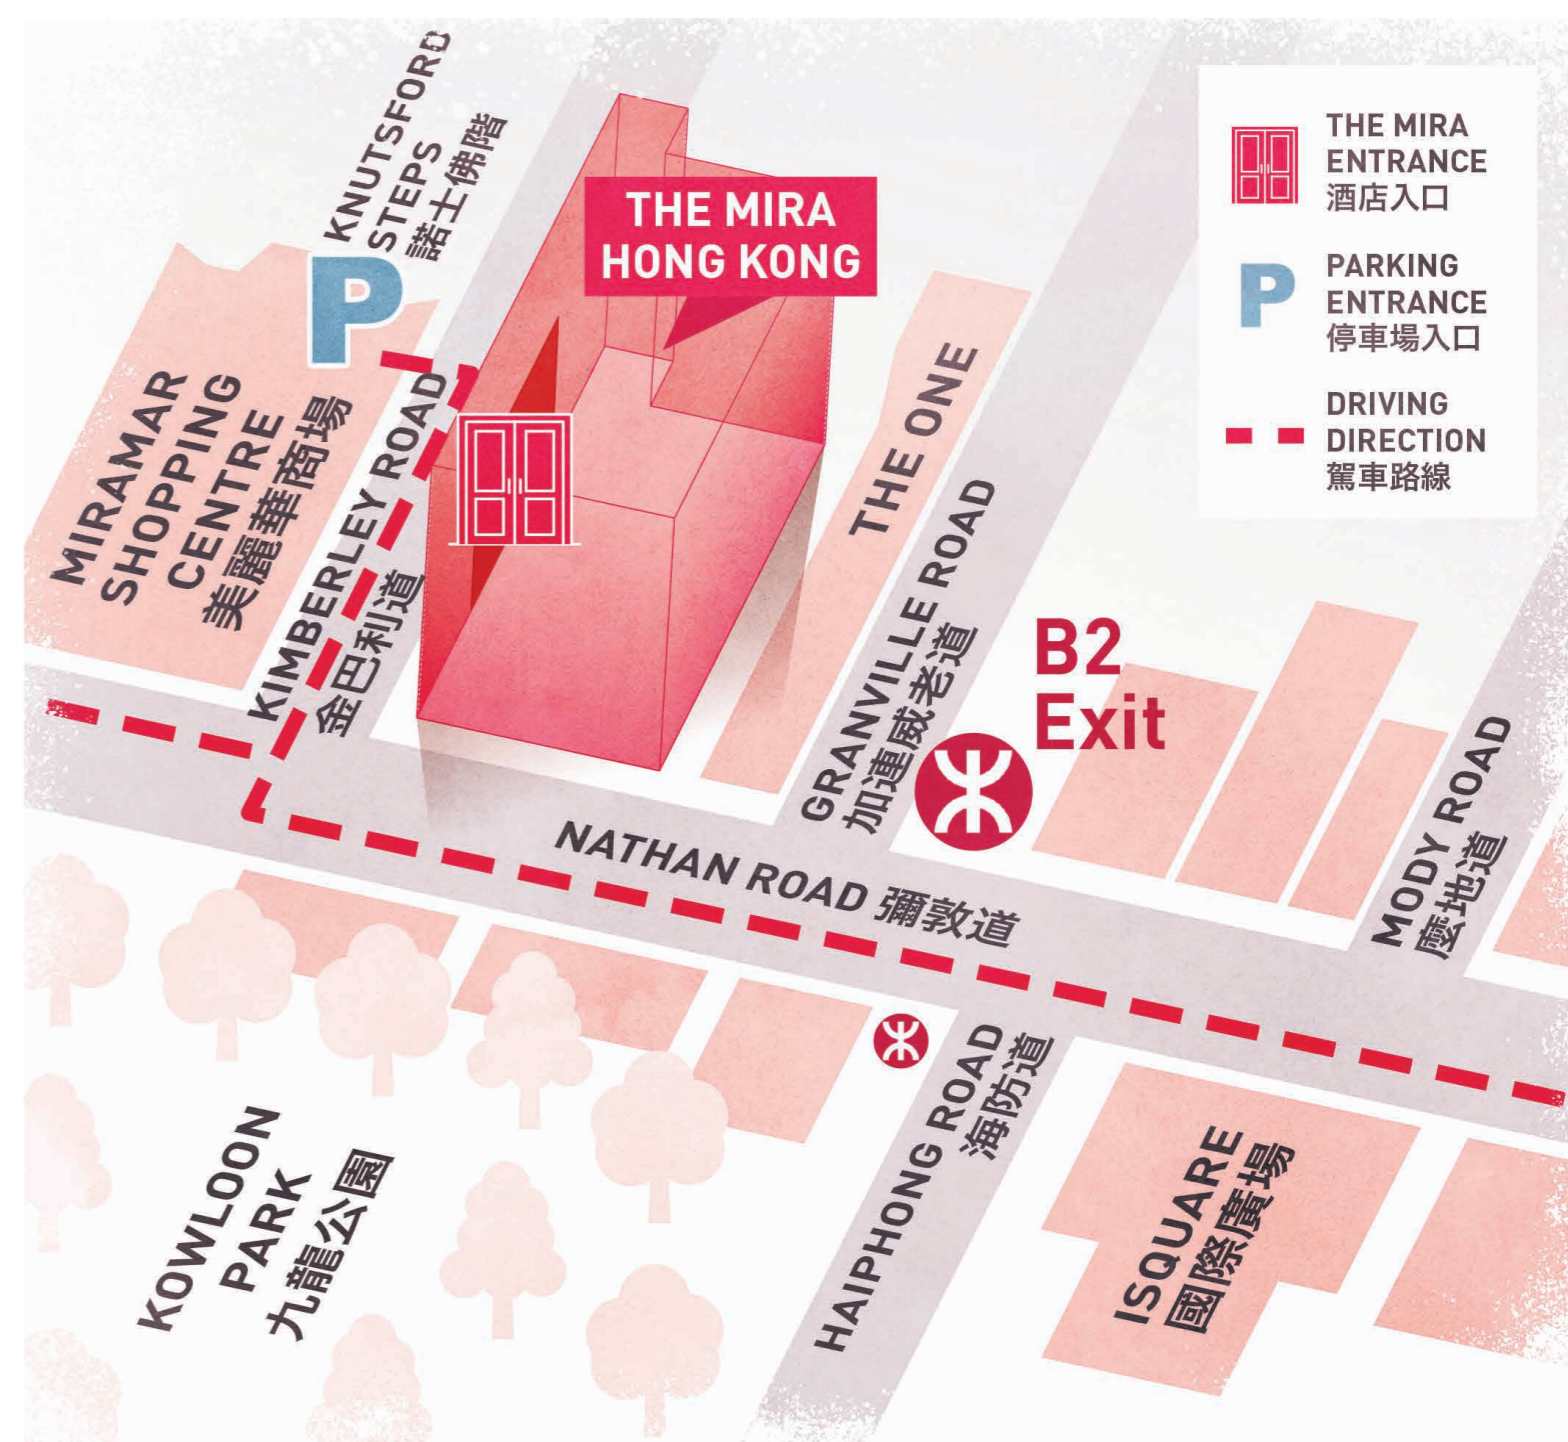 KNUTSFORD
STEPS
諾士佛階
THE MIRA
HONG KONG
THE MIRA
ENTRANCE
酒店入口
P
PARKING
ENTRANCE
停車場入口
DRIVING
DIRECTION
駕車路線
P
MIRAMAR
SHOPPING
CENTRE
美麗華商場
KIMBERLEY ROAD
金巴利道
THE ONE
GRANVILLE ROAD
加連威老道
B2
Exit
MODY ROAD
麼地道
NATHAN ROAD 彌敦道
HAIPHONG ROAD
海防道
KOWLOON
PARK
九龍公園
ISQUARE
國際廣場